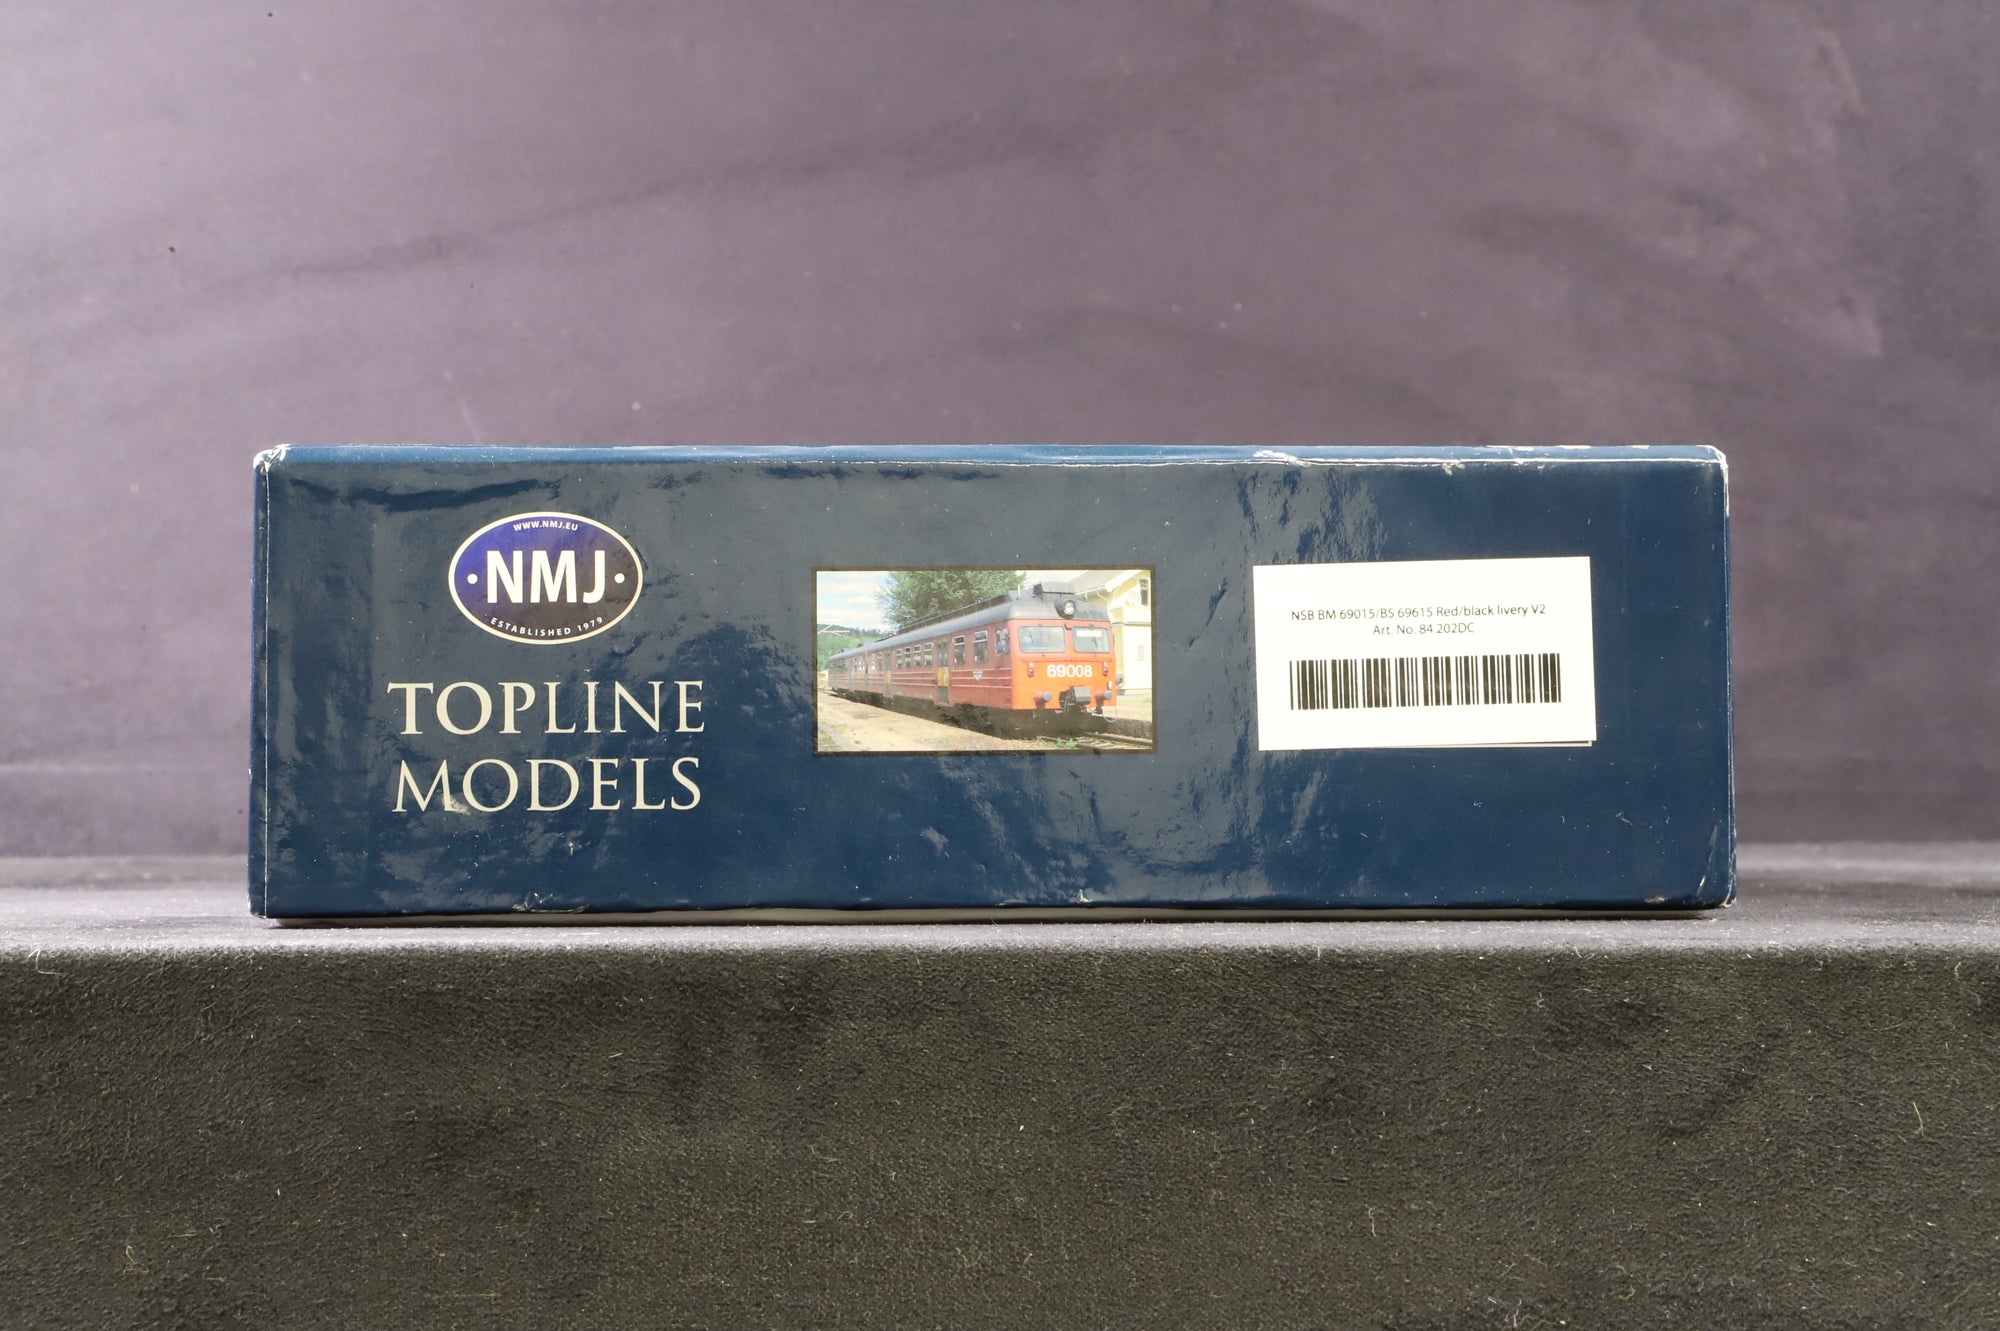 WWW.NMJ.EU
·NMJ·
ESTABLISHED 1979
TOPLINE
MODELS
69008
NSB BM 69015/BS 69615 Red/black livery V2
Art. No. 84.202DC